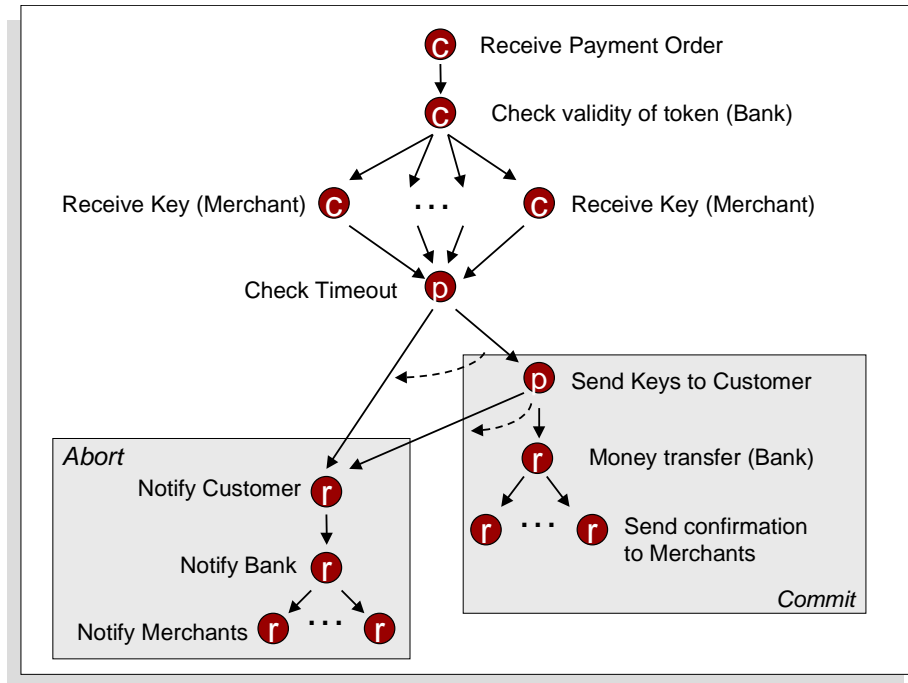 c Receive Payment Order
c Check validity of token (Bank)
Receive Key (Merchant) c ... c Receive Key (Merchant)
Check Timeout p
p Send Keys to Customer
Abort
r Money transfer (Bank)
Notify Customer r
r ... r Send confirmation
to Merchants
Notify Bank r
Commit
Notify Merchants r ... r